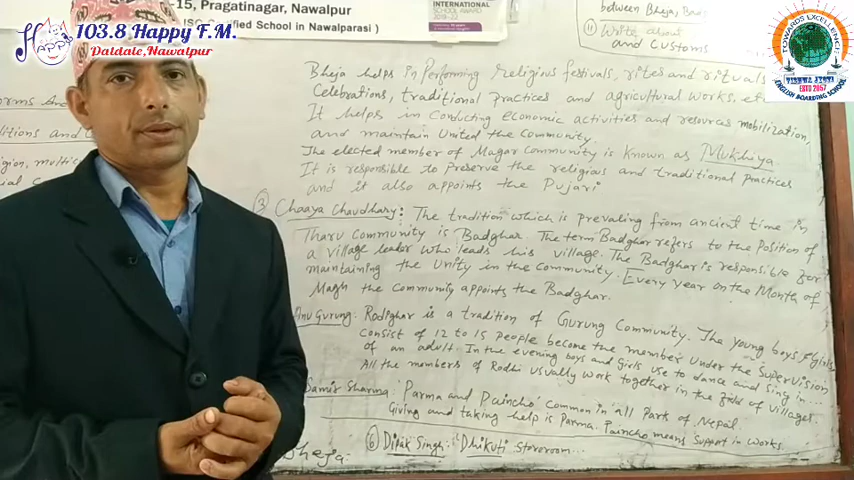 103.8 Happy F.M.
Daldale, Nawalpur
HAPPY
-15, Pragatinagar, Nawalpur
ISO Certified School in Nawalparasi )
INTERNATIONAL
SCHOOL AWARD
2019-22
TOWARDS EXCELLENCY
VISHWA JYOTI
ESTD 2057
ENGLISH BOARDING SCHOOL
between Bheja,
Write about
and Customs
Bheja helps in Performing religious festivals, rites and rituals
Celebrations, traditional practices and agricultural works, etc.
It helps in conducting economic activities and resources mobilization,
and maintain United the community.
The elected member of Magar Community is known as Mukhiya.
It is responsible to preserve the religious and traditional practices
and it also appoints the Pujari
③ Chaaya Chaudhary: The tradition which is prevaling from ancient time in
Tharu community is Badghar. The term Badghar refers to the Position of
a village leader who leads his village. The Badghar is responsible for
maintaining the Unity in the community. Every year on the Month of
Magh the community appoints the Badghar.
Anu Gurung: Rodighar is a tradition of Gurung Community. The young boys & girls
Consist of 12 to 15 people become the member under the Supervision
of an adult. In the evening boys and Girls use to dance and sing in ...
All the members of Rodhi usually work together in the field of villages.
Samir Sharma: Parma and Paincho common in all Park of Nepal.
Giving and taking help is Parma. Paincho means Support in works.
Bheja.
⑥ Dipak Singh: Dhikuti storeroom...